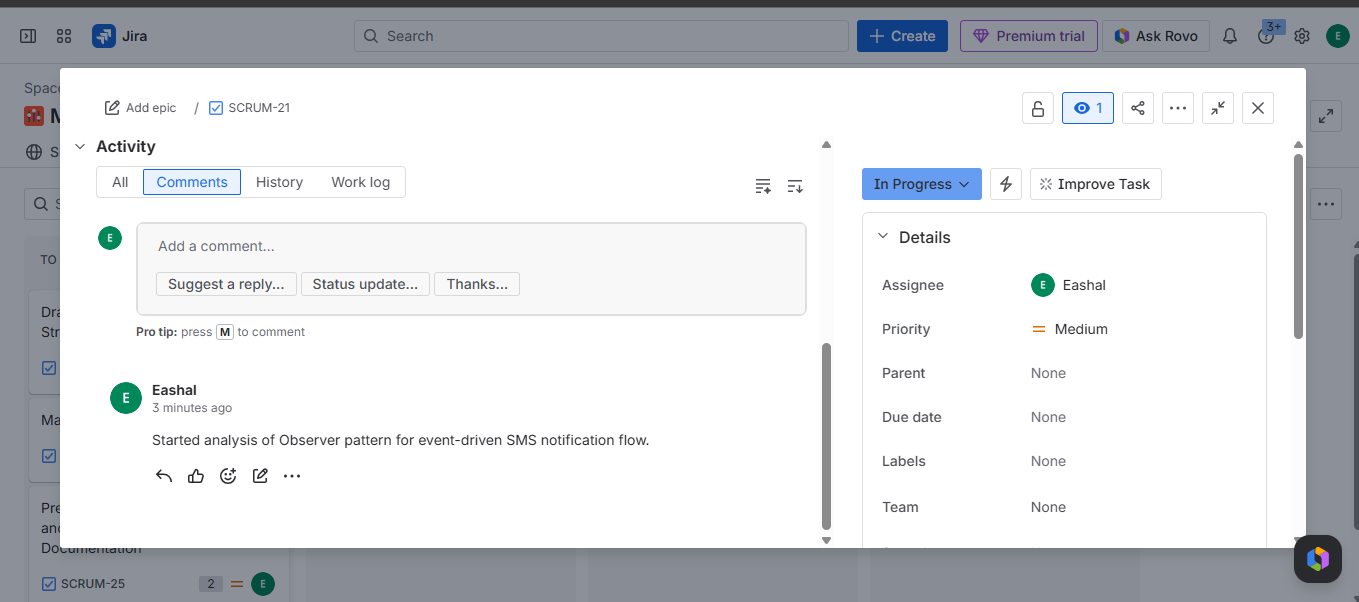 Jira
Search
Create
Premium trial
Ask Rovo
3+
E
Add epic / SCRUM-21
1
Activity
All Comments History Work log
E
Add a comment...
Suggest a reply... Status update... Thanks...
Pro tip: press M to comment
E
Eashal
3 minutes ago
Started analysis of Observer pattern for event-driven SMS notification flow.
In Progress
Improve Task
Details
Assignee E Eashal
Priority Medium
Parent None
Due date None
Labels None
Team None
TO
SCRUM-25 2 E